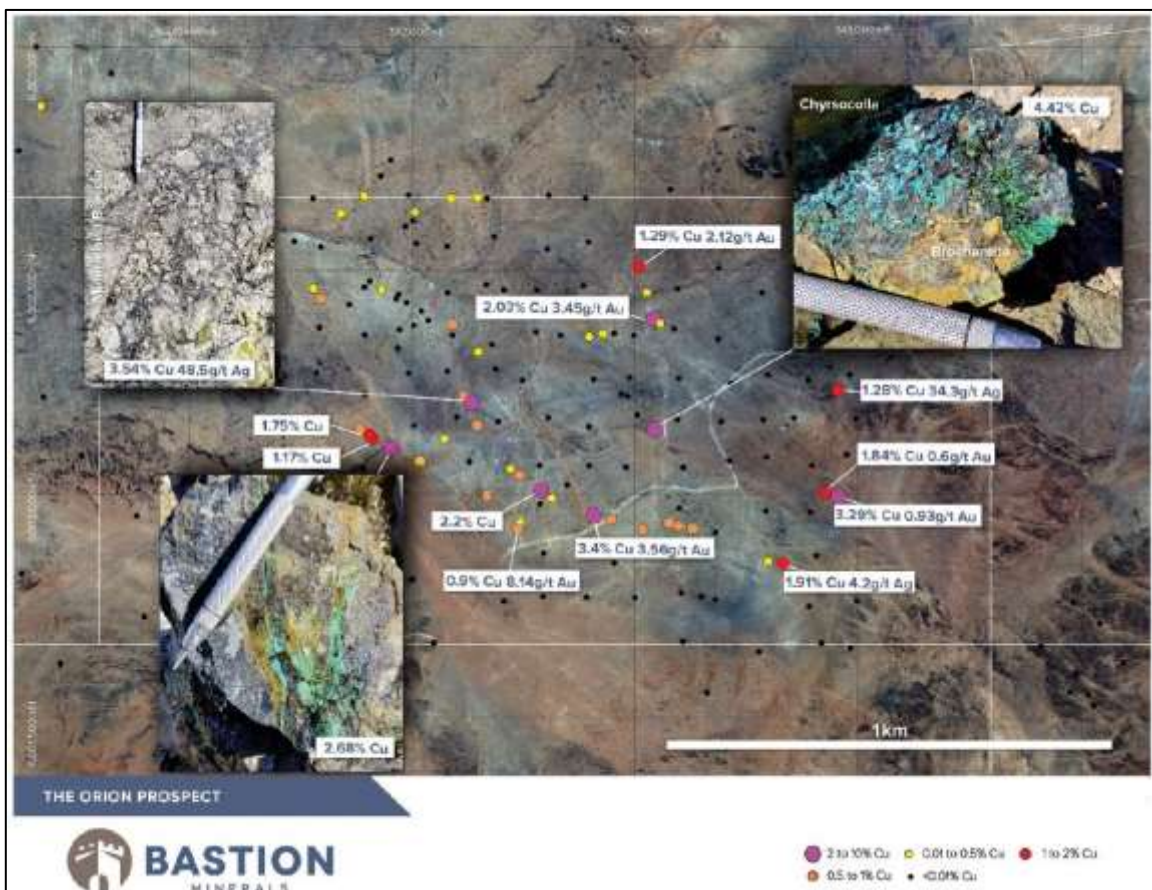 Chyrsocolla
4.42% Cu
1.29% Cu 2.12g/t Au
2.03% Cu 3.45g/t Au
3.54% Cu 48.5g/t Ag
1.28% Cu 34.3g/t Ag
1.75% Cu
1.17% Cu
1.84% Cu 0.6g/t Au
2.2% Cu
3.29% Cu 0.93g/t Au
3.4% Cu 3.56g/t Au
0.9% Cu 8.14g/t Au
1.91% Cu 4.2g/t Ag
2.68% Cu
1km
THE ORION PROSPECT
BASTION
MINERALS
2 to 10% Cu 0.01 to 0.5% Cu 1 to 2% Cu
0.5 to 1% Cu <0.01% Cu